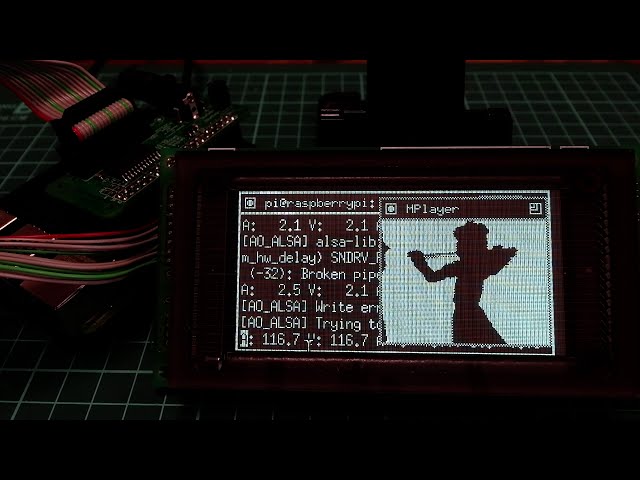 pi@raspberrypi:
MPlayer
A:   2.1 V:   2.1
[AO_ALSA] alsa-lib
m_hw_delay) SNDRV_
(-32): Broken pipe
A:   2.5 V:   2.1
[AO_ALSA] Write err
[AO_ALSA] Trying to
: 116.7 V: 116.7